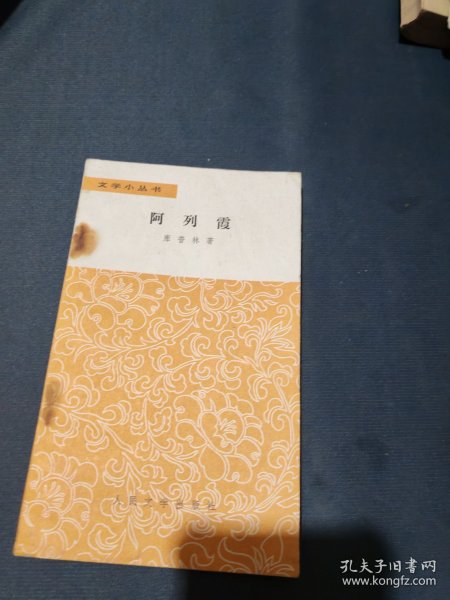 文学小丛书
阿列霞
库普林著
人民文学出版社
孔夫子旧书网
www.kongfz.com